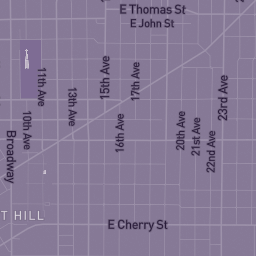 E Thomas St
E John St
11th Ave
13th Ave
15th Ave
17th Ave
23rd Ave
10th Ave
16th Ave
20th Ave
21st Ave
22nd Ave
Broadway
T HILL
E Cherry St